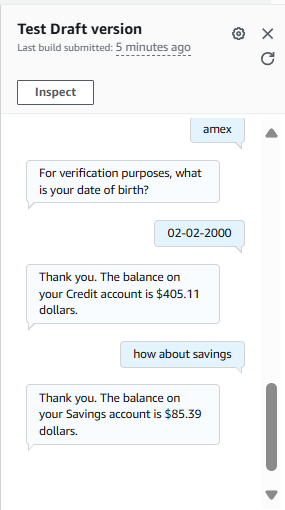 Test Draft version
Last build submitted: 5 minutes ago
Inspect
amex
For verification purposes, what
is your date of birth?
02-02-2000
Thank you. The balance on
your Credit account is $405.11
dollars.
how about savings
Thank you. The balance on
your Savings account is $85.39
dollars.